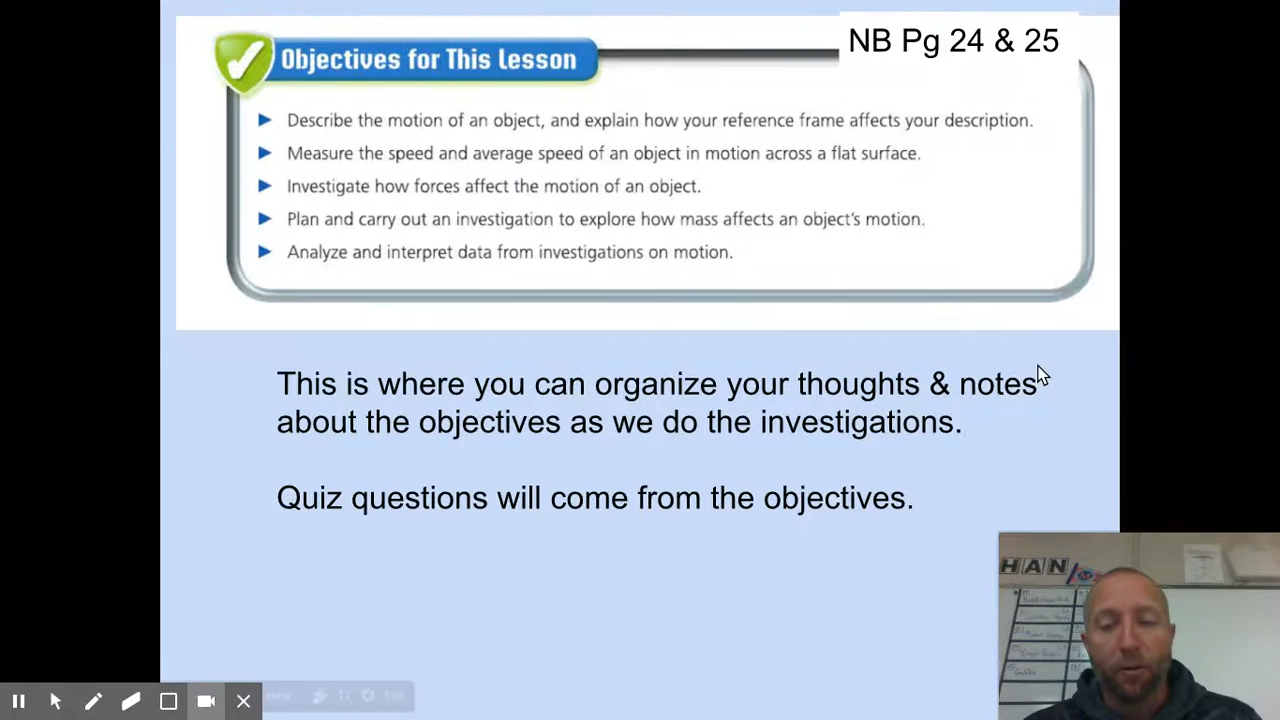 NB Pg 24 & 25
Objectives for This Lesson
Describe the motion of an object, and explain how your reference frame affects your description.
Measure the speed and average speed of an object in motion across a flat surface.
Investigate how forces affect the motion of an object.
Plan and carry out an investigation to explore how mass affects an object's motion.
Analyze and interpret data from investigations on motion.
This is where you can organize your thoughts & notes
about the objectives as we do the investigations.
Quiz questions will come from the objectives.
HAN